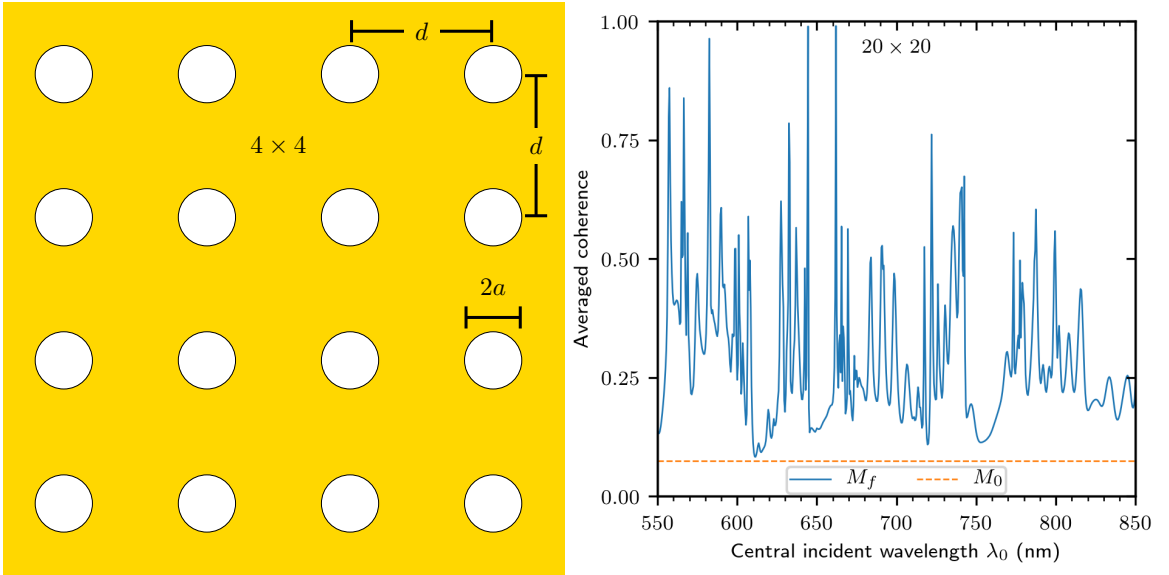 d
4 × 4
d
2a
Averaged coherence
1.00
0.75
0.50
0.25
0.00
20 × 20
M_f
M_0
550
600
650
700
750
800
850
Central incident wavelength λ_0 (nm)